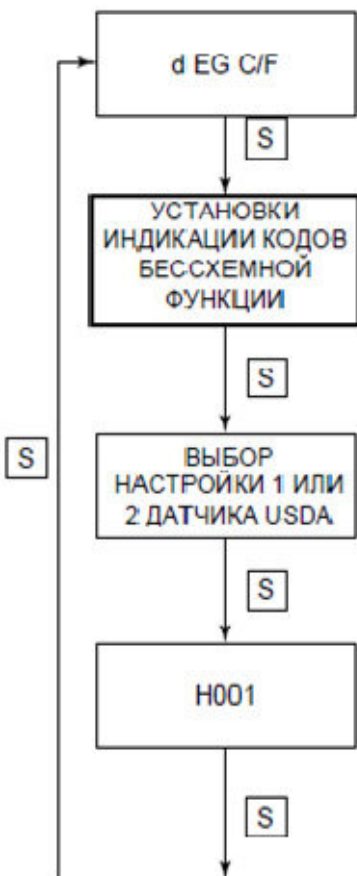 d EG C/F
S
УСТАНОВКИ
ИНДИКАЦИИ КОДОВ
БЕССХЕМНОЙ
ФУНКЦИИ
S
S
ВЫБОР
НАСТРОЙКИ 1 ИЛИ
2 ДАТЧИКА USDA
S
H001
S